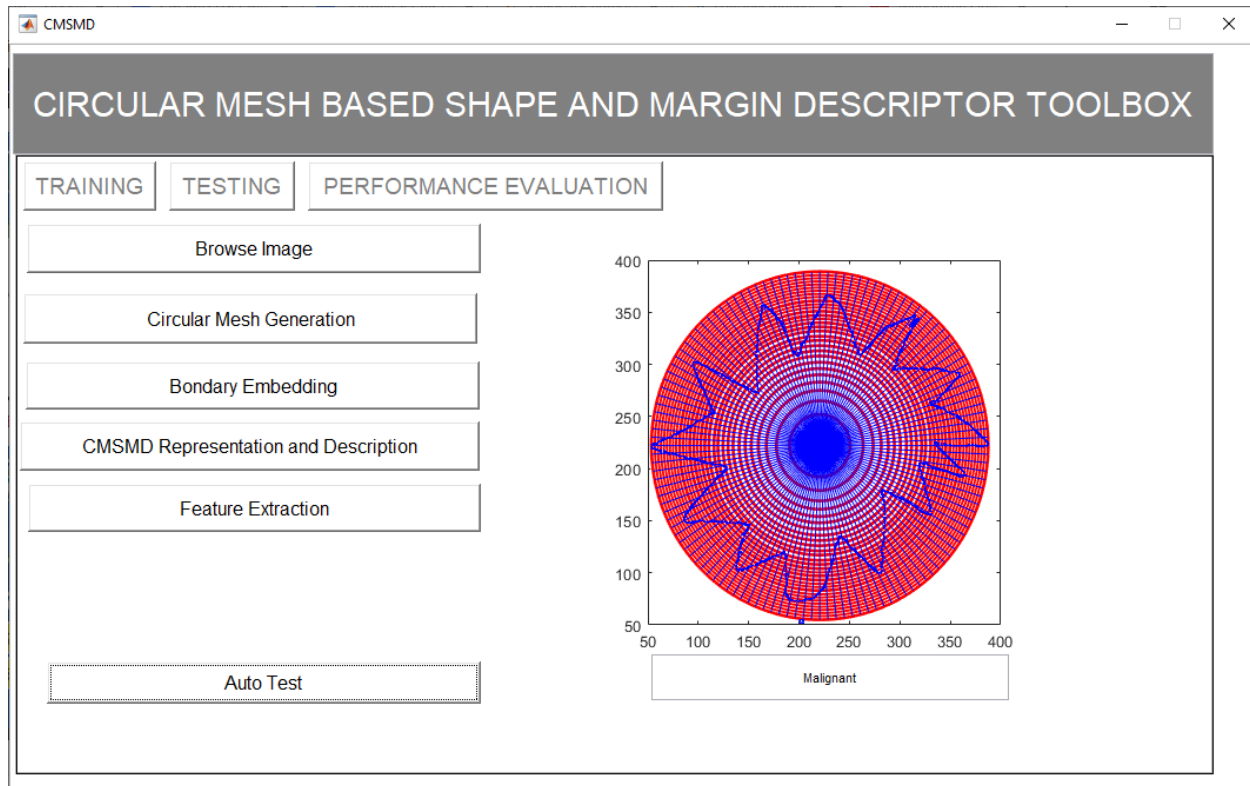 CMSMD
CIRCULAR MESH BASED SHAPE AND MARGIN DESCRIPTOR TOOLBOX
TRAINING TESTING PERFORMANCE EVALUATION
Browse Image
Circular Mesh Generation
Bondary Embedding
CMSMD Representation and Description
Feature Extraction
Auto Test
400
350
300
250
200
150
100
50
50 100 150 200 250 300 350 400
Malignant